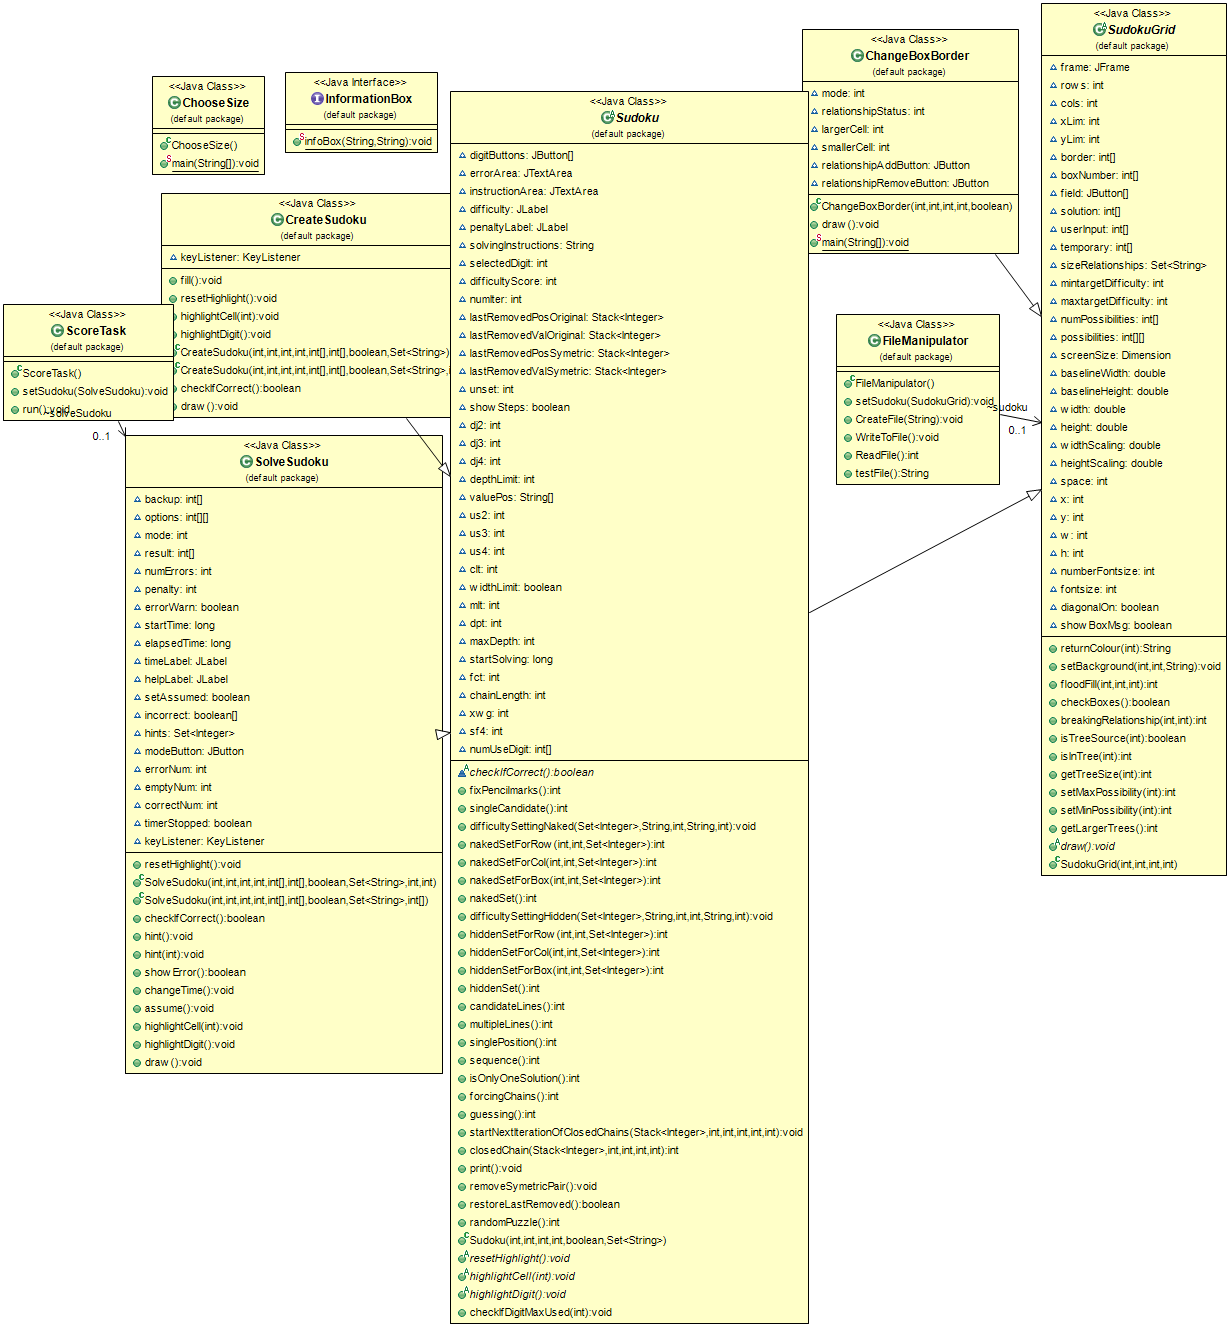 <<Java Class>>
ChooseSize
(default package)
ChooseSize()
main(String[]):void
<<Java Interface>>
InformationBox
(default package)
infoBox(String,String):void
<<Java Class>>
CreateSudoku
(default package)
keyListener: KeyListener
fill():void
resetHighlight():void
highlightCell(int):void
highlightDigit():void
CreateSudoku(int,int,int,int,int[],int[],boolean,Set<String>)
CreateSudoku(int,int,int,int,int[],int[],boolean,Set<String>,i
checkIfCorrect():boolean
draw():void
<<Java Class>>
ScoreTask
(default package)
ScoreTask()
setSudoku(SolveSudoku):void
run():void
~solveSudoku
0..1
<<Java Class>>
SolveSudoku
(default package)
backup: int[]
options: int[][]
mode: int
result: int[]
numErrors: int
penalty: int
errorWarn: boolean
startTime: long
elapsedTime: long
timeLabel: JLabel
helpLabel: JLabel
setAssumed: boolean
incorrect: boolean[]
hints: Set<Integer>
modeButton: JButton
errorNum: int
emptyNum: int
correctNum: int
timerStopped: boolean
keyListener: KeyListener
resetHighlight():void
SolveSudoku(int,int,int,int,int[],int[],boolean,Set<String>,int,int)
SolveSudoku(int,int,int,int,int[],int[],boolean,Set<String>,int[])
checkIfCorrect():boolean
hint():void
hint(int):void
showError():boolean
changeTime():void
assume():void
highlightCell(int):void
highlightDigit():void
draw():void
<<Java Class>>
Sudoku
(default package)
digitButtons: JButton[]
errorArea: JTextArea
instructionArea: JTextArea
difficulty: JLabel
penaltyLabel: JLabel
solvingInstructions: String
selectedDigit: int
difficultyScore: int
numIter: int
lastRemovedPosOriginal: Stack<Integer>
lastRemovedValOriginal: Stack<Integer>
lastRemovedPosSymetric: Stack<Integer>
lastRemovedValSymetric: Stack<Integer>
unset: int
showSteps: boolean
dj2: int
dj3: int
dj4: int
depthLimit: int
valuePos: String[]
us2: int
us3: int
us4: int
clt: int
widthLimit: boolean
mlt: int
dpt: int
maxDepth: int
startSolving: long
fct: int
chainLength: int
xwg: int
sf4: int
numUseDigit: int[]
checkIfCorrect():boolean
fixPencilmarks():int
singleCandidate():int
difficultySettingNaked(Set<Integer>,String,int,String,int):void
nakedSetForRow(int,int,Set<Integer>):int
nakedSetForCol(int,int,Set<Integer>):int
nakedSetForBox(int,int,Set<Integer>):int
nakedSet():int
difficultySettingHidden(Set<Integer>,String,int,int,String,int):void
hiddenSetForRow(int,int,Set<Integer>):int
hiddenSetForCol(int,int,Set<Integer>):int
hiddenSetForBox(int,int,Set<Integer>):int
hiddenSet():int
candidateLines():int
multipleLines():int
singlePosition():int
sequence():int
isOnlyOneSolution():int
forcingChains():int
guessing():int
startNextIterationOfClosedChains(Stack<Integer>,int,int,int,int,int):void
closedChain(Stack<Integer>,int,int,int,int):int
print():void
removeSymetricPair():void
restoreLastRemoved():boolean
randomPuzzle():int
Sudoku(int,int,int,int,boolean,Set<String>)
resetHighlight():void
highlightCell(int):void
highlightDigit():void
checkIfDigitMaxUsed(int):void
<<Java Class>>
ChangeBoxBorder
(default package)
mode: int
relationshipStatus: int
largerCell: int
smallerCell: int
relationshipAddButton: JButton
relationshipRemoveButton: JButton
ChangeBoxBorder(int,int,int,int,boolean)
draw():void
main(String[]):void
<<Java Class>>
FileManipulator
(default package)
FileManipulator()
setSudoku(SudokuGrid):void
CreateFile(String):void
WriteToFile():void
ReadFile():int
testFile():String
~sudoku
0..1
<<Java Class>>
SudokuGrid
(default package)
frame: JFrame
rows: int
cols: int
xLim: int
yLim: int
border: int[]
boxNumber: int[]
field: JButton[]
solution: int[]
userInput: int[]
temporary: int[]
sizeRelationships: Set<String>
mintargetDifficulty: int
maxtargetDifficulty: int
numPossibilities: int[]
possibilities: int[][]
screenSize: Dimension
baselineWidth: double
baselineHeight: double
width: double
height: double
widthScaling: double
heightScaling: double
space: int
x: int
y: int
w: int
h: int
numberFontsize: int
fontsize: int
diagonalOn: boolean
showBoxMsg: boolean
returnColour(int):String
setBackground(int,int,String):void
floodFill(int,int,int):int
checkBoxes():boolean
breakingRelationship(int,int):int
isTreeSource(int):boolean
isInTree(int):int
getTreeSize(int):int
setMaxPossibility(int):int
setMinPossibility(int):int
getLargerTrees():int
draw():void
SudokuGrid(int,int,int,int)